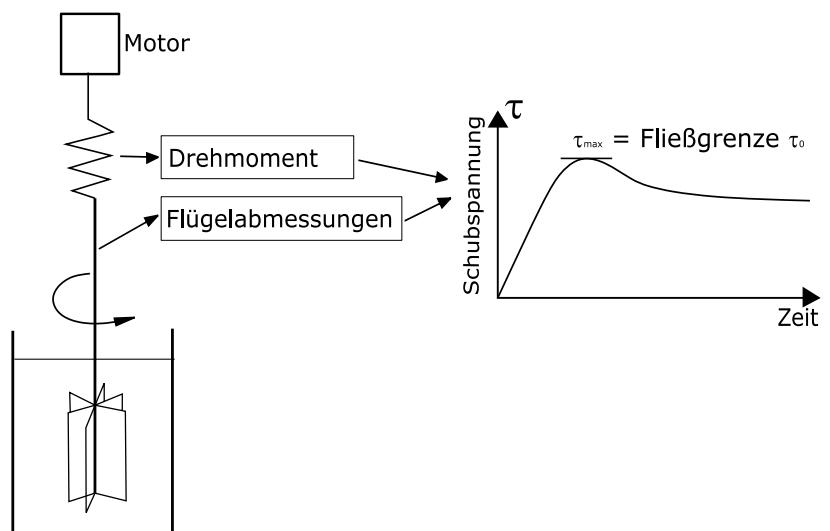 Motor
Drehmoment
Flügelabmessungen
Schubspannung
τ
τmax = Fließgrenze τ0
Zeit